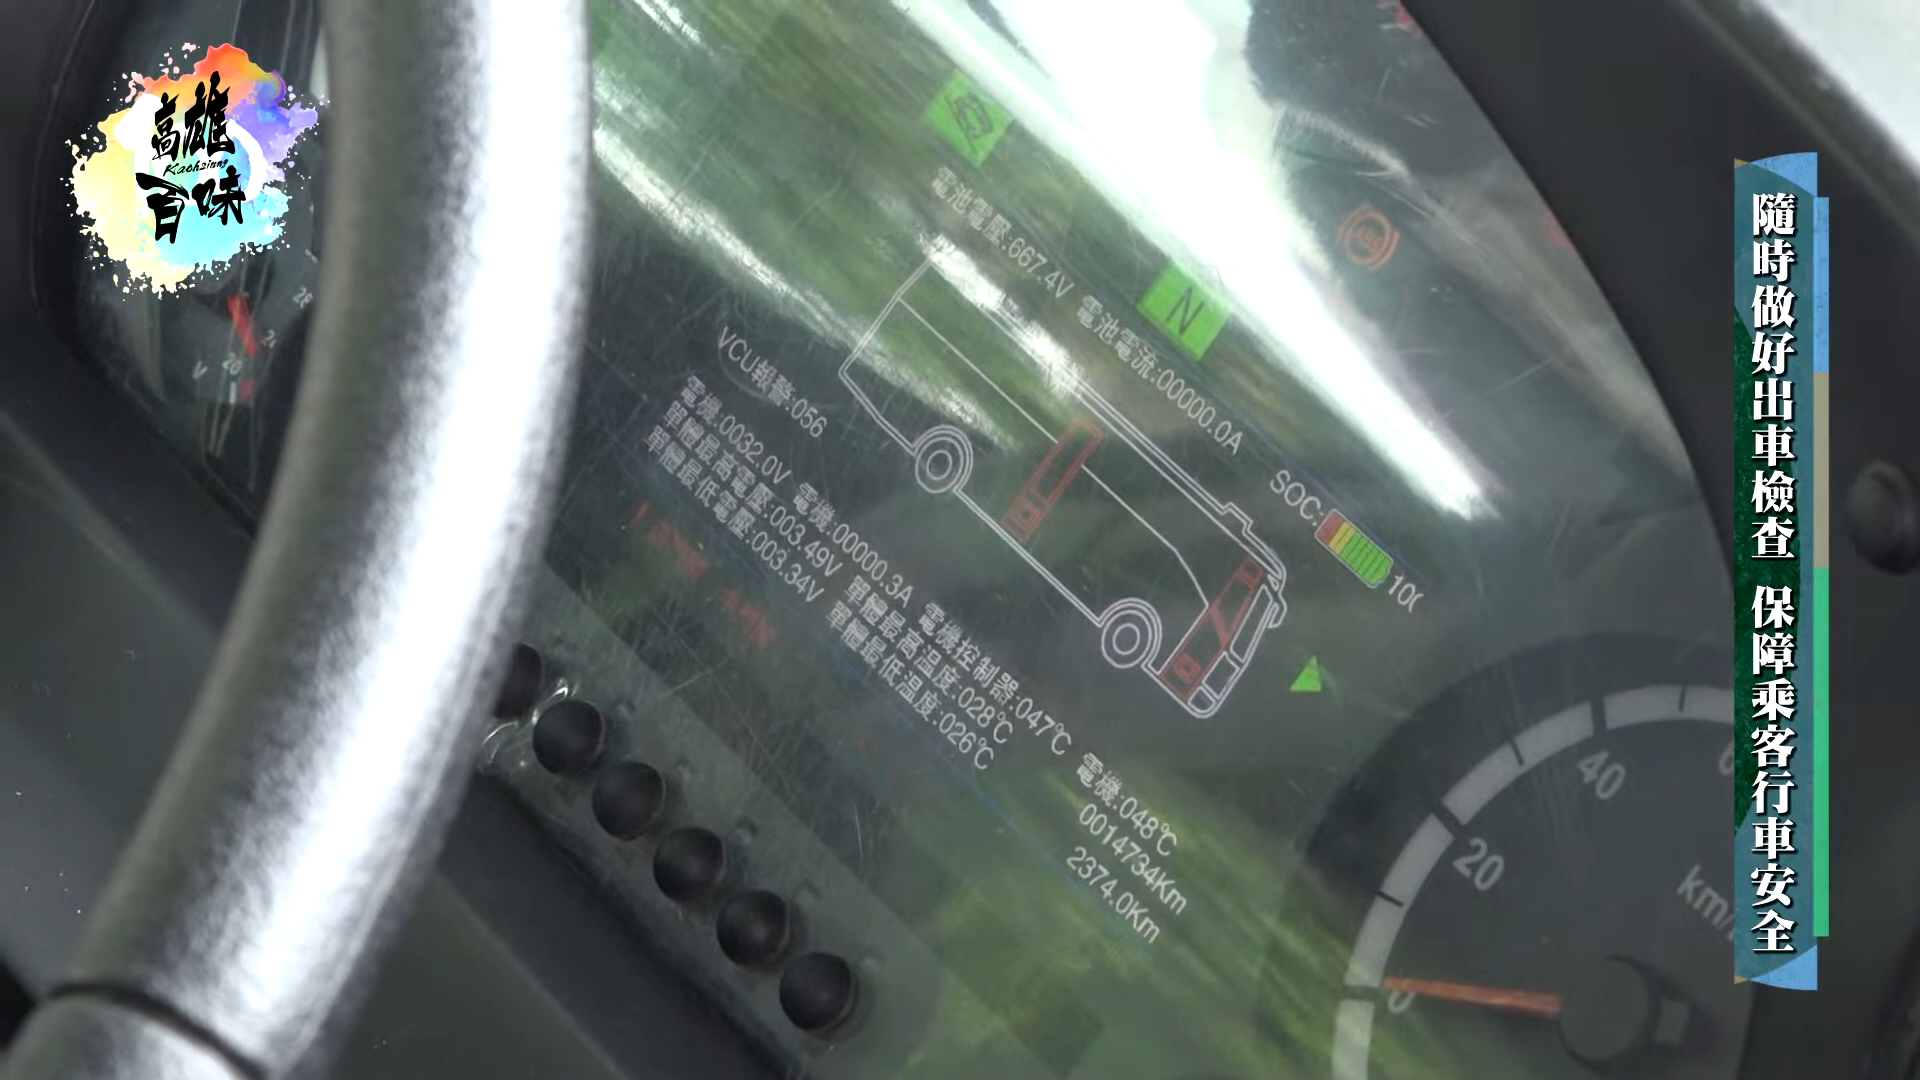 高雄
Kaohsiung
百味
隨時做好出車檢查 保障乘客行車安全
電池電壓:667.4V 電池電流:00000.0A
N
SOC:
VCU報警:056
電機:0032.0V 電機:00000.3A 電機控制器:047℃ 電機:048℃
單體最高電壓:003.49V 單體最高溫度:028℃ 0014734Km
單體最低電壓:003.34V 單體最低溫度:026℃ 2374.0Km
28
20
V
40
20
0